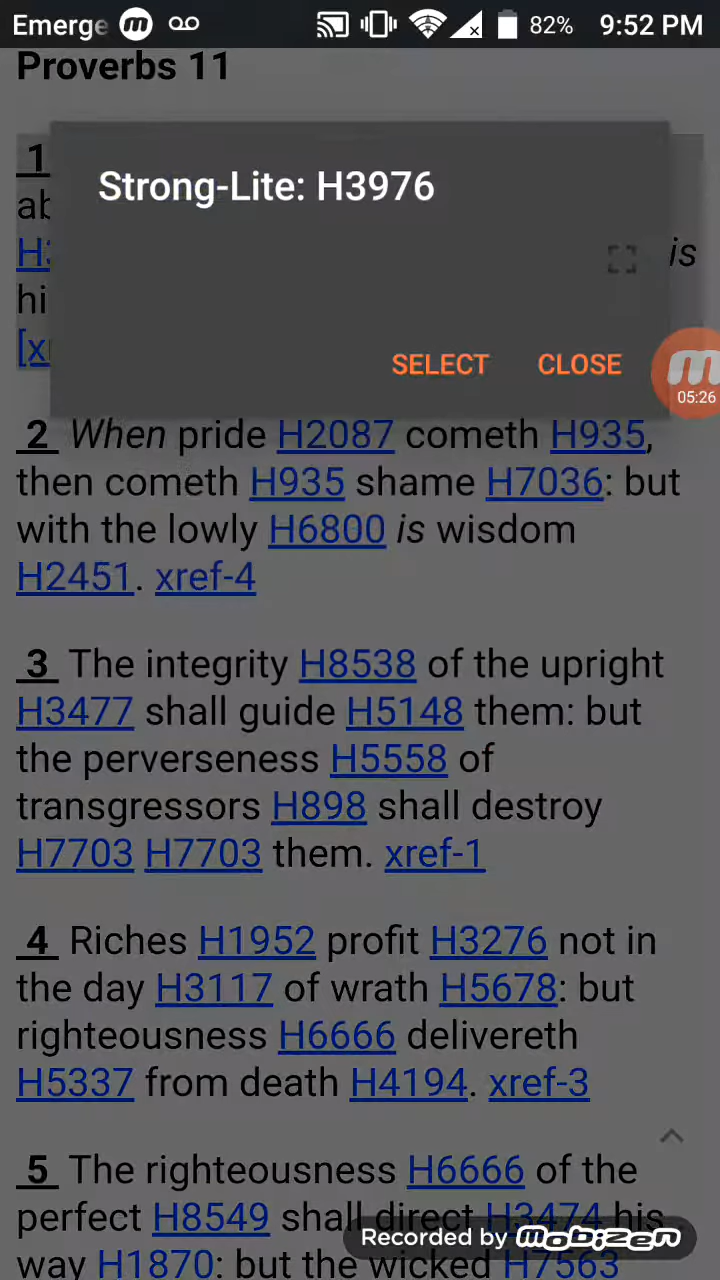 Emerge 82% 9:52 PM
Proverbs 11
1
Strong-Lite: H3976
is
hi
[x
SELECT CLOSE
05:26
2 When pride H2087 cometh H935,
then cometh H935 shame H7036: but
with the lowly H6800 is wisdom
H2451. xref-4
3 The integrity H8538 of the upright
H3477 shall guide H5148 them: but
the perverseness H5558 of
transgressors H898 shall destroy
H7703 H7703 them. xref-1
4 Riches H1952 profit H3276 not in
the day H3117 of wrath H5678: but
righteousness H6666 delivereth
H5337 from death H4194. xref-3
5 The righteousness H6666 of the
perfect H8549 shall direct H3474 his
Recorded by mobizen
way H1870: but the wicked H7563